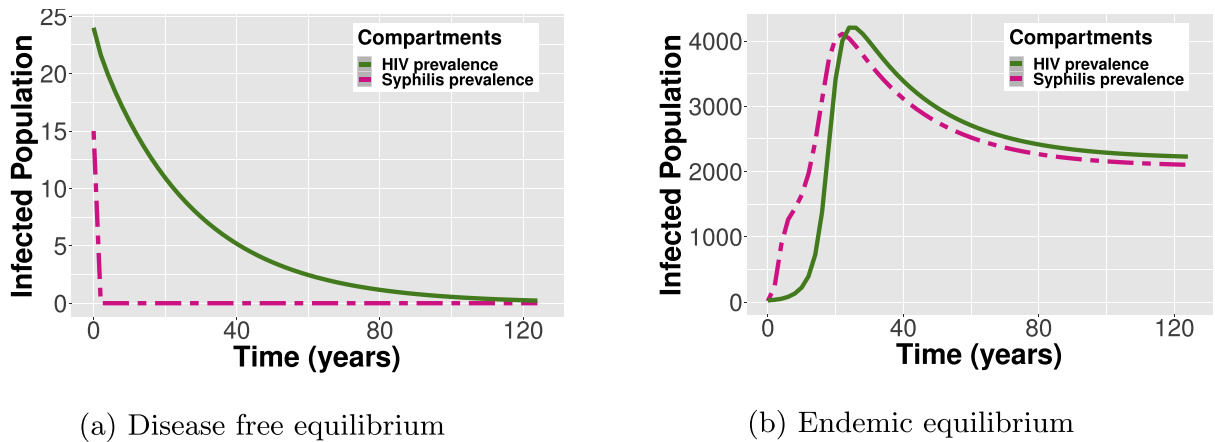 25
20
15
10
5
0
Infected Population
Compartments
HIV prevalence
Syphilis prevalence
0
40
80
120
Time (years)
(a) Disease free equilibrium
4000
3000
2000
1000
0
Infected Population
Compartments
HIV prevalence
Syphilis prevalence
0
40
80
120
Time (years)
(b) Endemic equilibrium